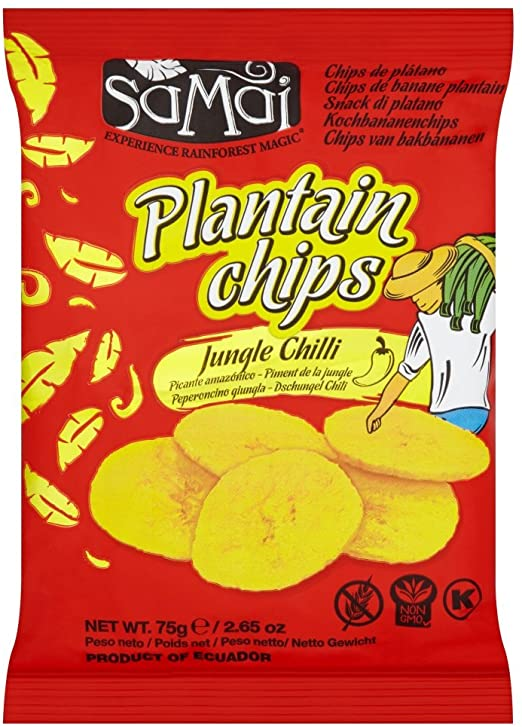 SaMai
EXPERIENCE RAINFOREST MAGIC®
Chips de plátano
Chips de banane plantain
Snack di platano
Kochbananenchips
Chips van bakbananen
Plantain
chips
Jungle Chilli
Picante amazónico - Piment de la jungle
Peperoncino giungla - Dschungel Chili
NON
GMO
K
NET WT. 75g ℮ / 2.65 oz
Peso neto / Poids net / Peso netto / Netto Gewicht
PRODUCT OF ECUADOR